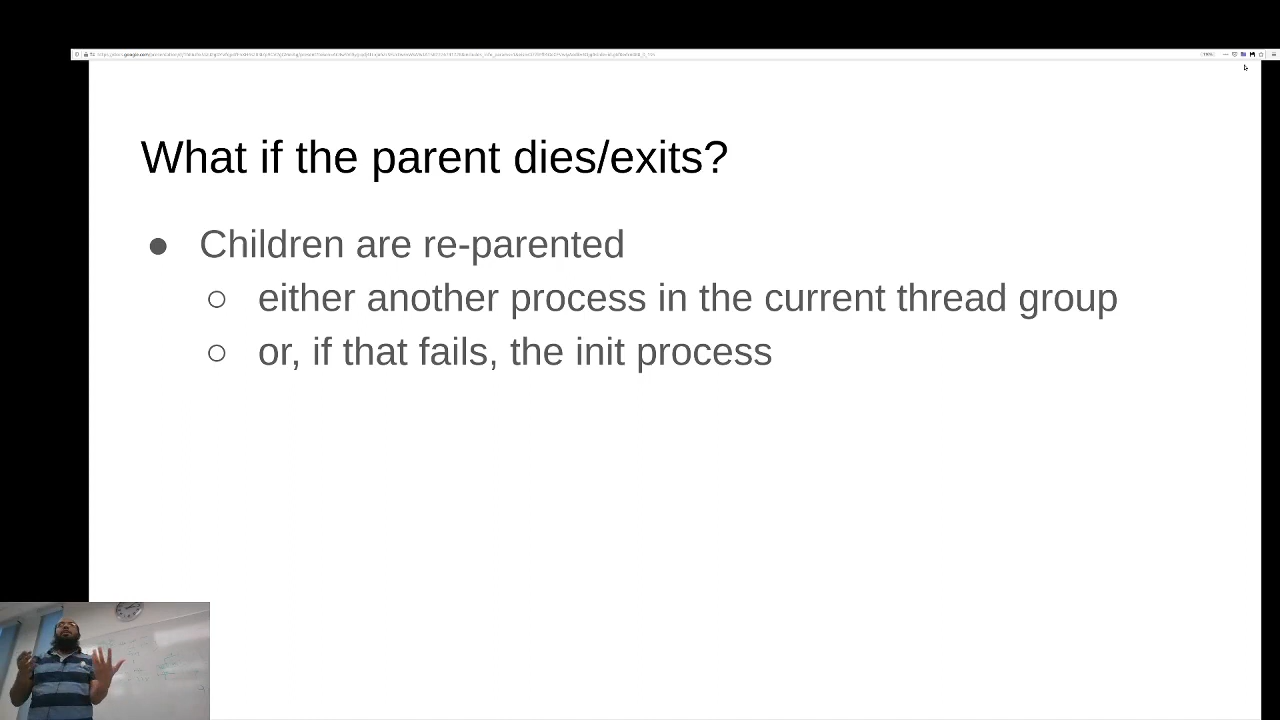 What if the parent dies/exits?
● Children are re-parented
○ either another process in the current thread group
○ or, if that fails, the init process